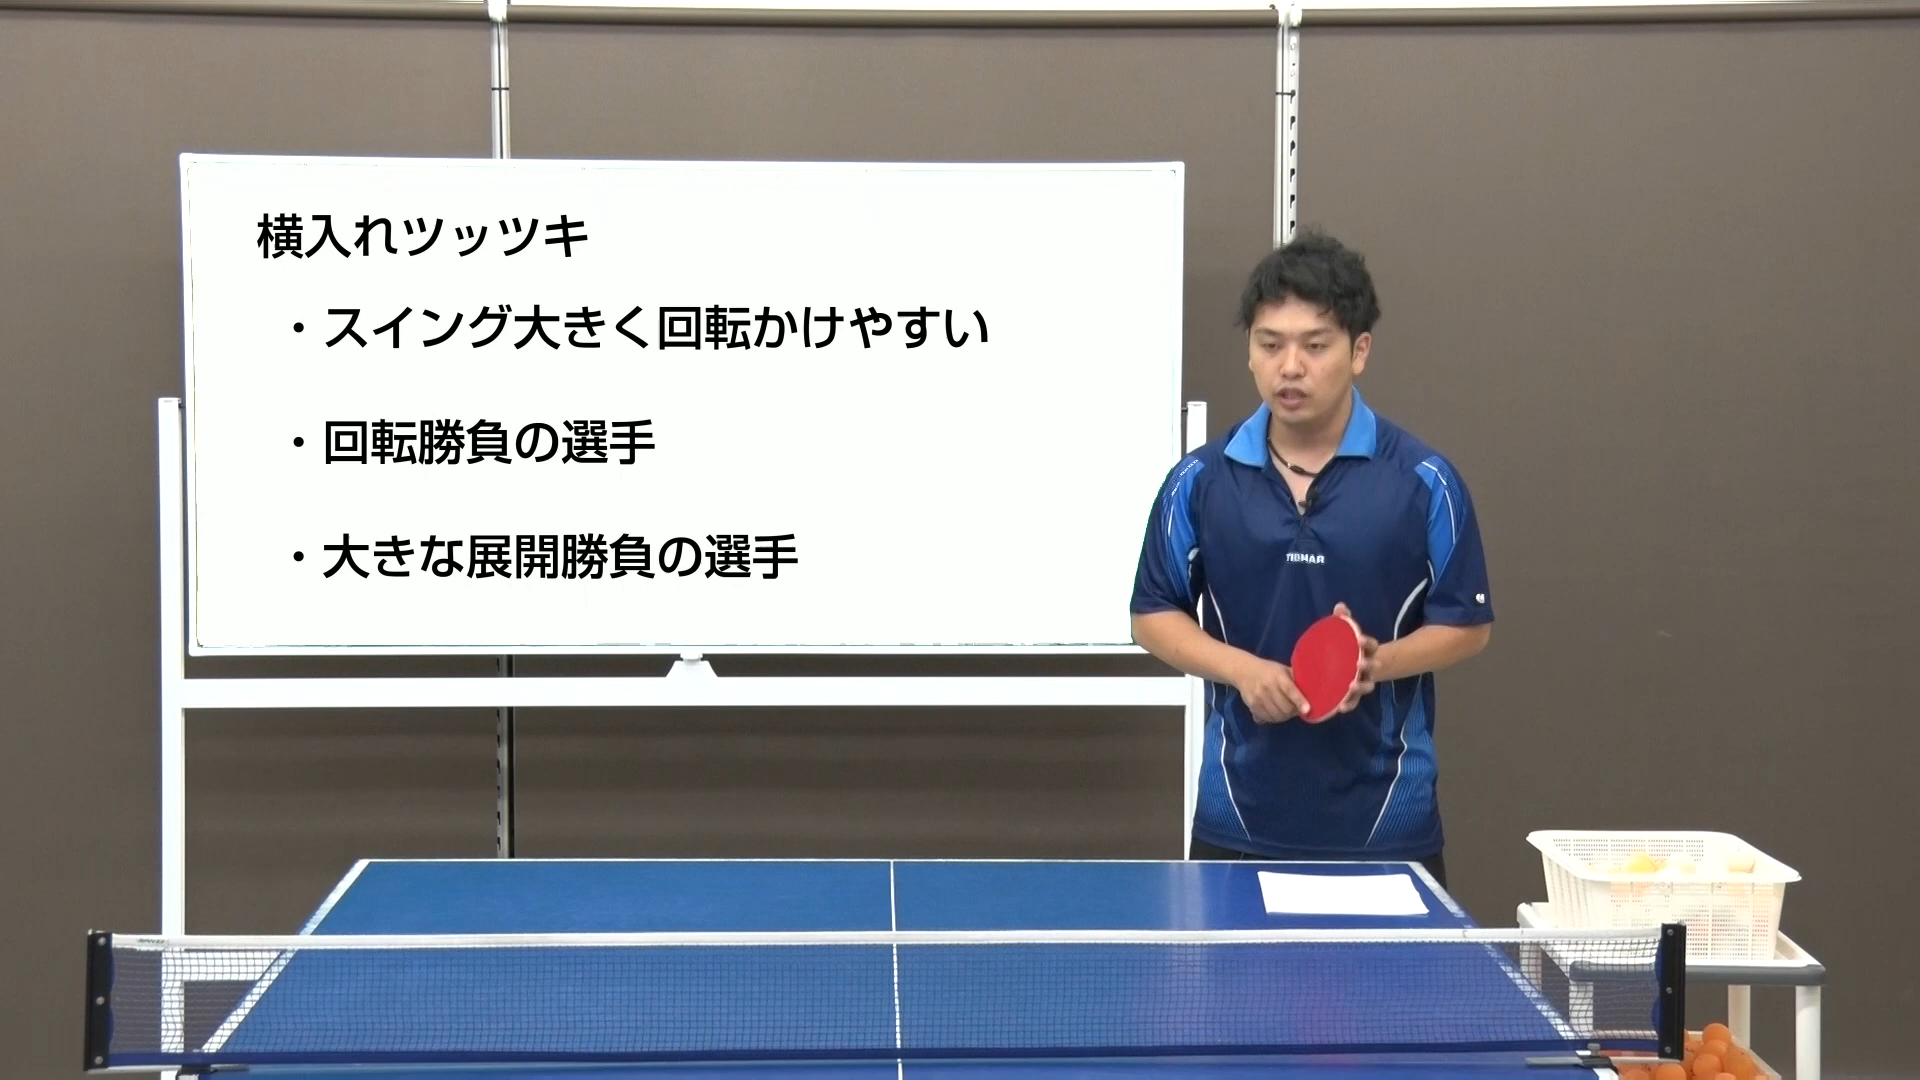 横入れツッツキ
・スイング大きく回転かけやすい
・回転勝負の選手
・大きな展開勝負の選手
TIBHAR